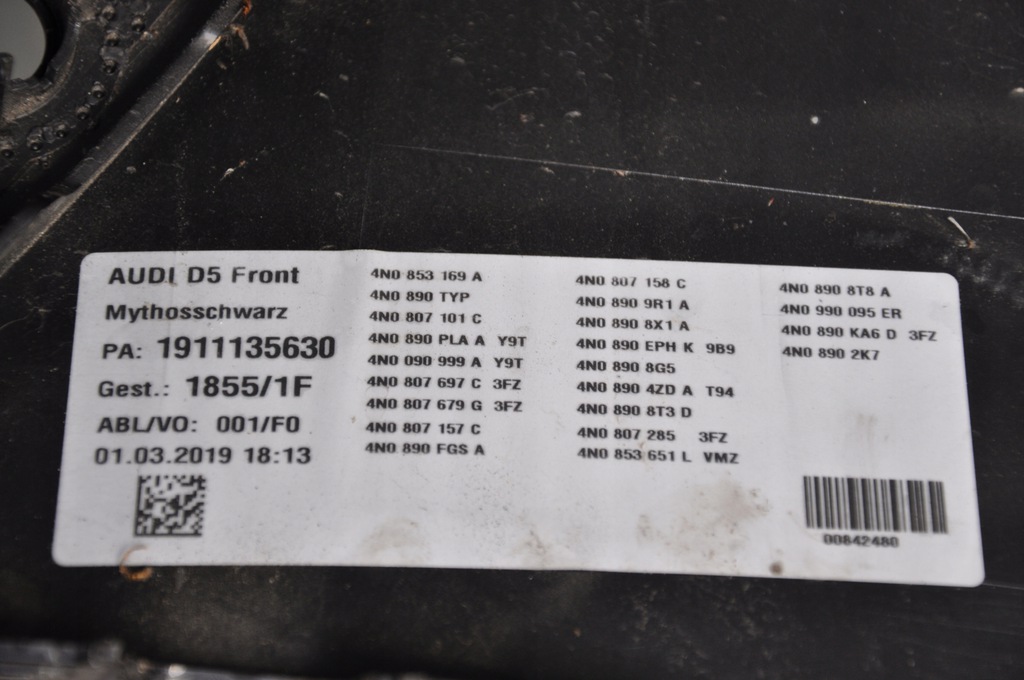 AUDI D5 Front
Mythosschwarz
PA: 1911135630
Gest.: 1855/1F
ABL/VO: 001/F0
01.03.2019 18:13
4N0 853 169 A
4N0 890 TYP
4N0 807 101 C
4N0 890 PLA A Y9T
4N0 090 999 A Y9T
4N0 807 697 C 3FZ
4N0 807 679 G 3FZ
4N0 807 157 C
4N0 890 FGS A
4N0 807 158 C
4N0 890 9R1 A
4N0 890 8X1 A
4N0 890 EPH K 9B9
4N0 890 8G5
4N0 890 4ZD A T94
4N0 890 8T3 D
4N0 807 285 3FZ
4N0 853 651 L VMZ
4N0 890 8T8 A
4N0 990 095 ER
4N0 890 KA6 D 3FZ
4N0 890 2K7
00842480